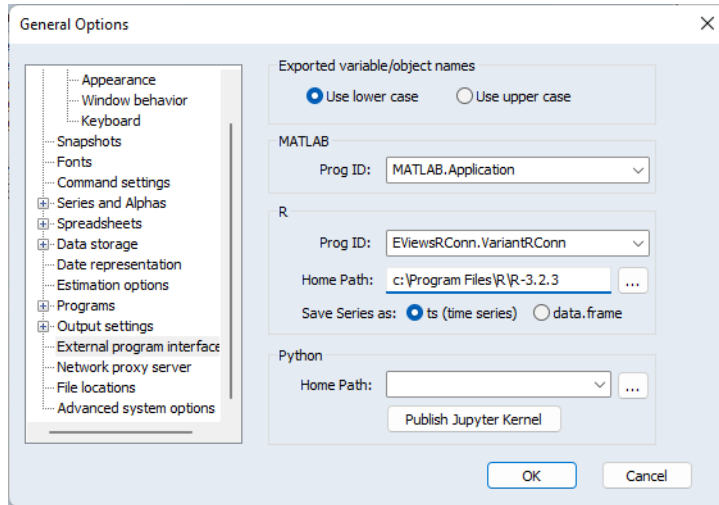 General Options
Appearance
Window behavior
Keyboard
Snapshots
Fonts
Command settings
Series and Alphas
Spreadsheets
Data storage
Date representation
Estimation options
Programs
Output settings
External program interface
Network proxy server
File locations
Advanced system options
Exported variable/object names
Use lower case Use upper case
MATLAB
Prog ID: MATLAB.Application
R
Prog ID: EViewsRConn.VariantRConn
Home Path: c:\Program Files\R\R-3.2.3 ...
Save Series as: ts (time series) data.frame
Python
Home Path: ...
Publish Jupyter Kernel
OK Cancel